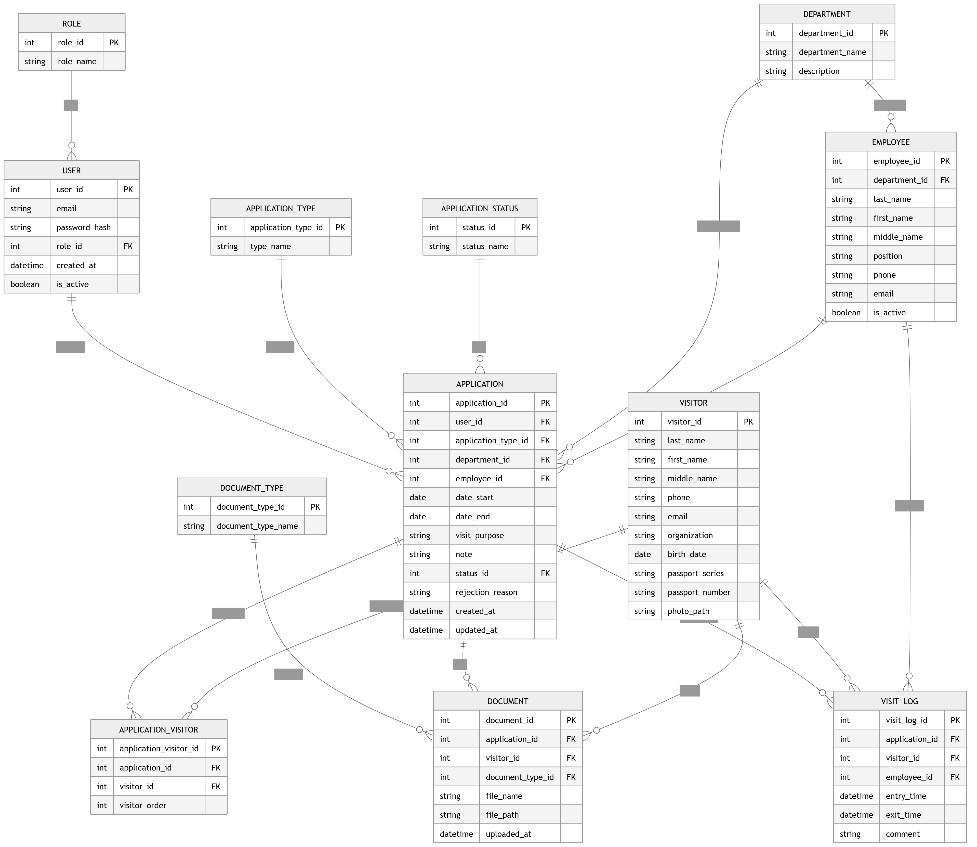 ROLE
int role_id PK
string role_name
DEPARTMENT
int department_id PK
string department_name
string description
EMPLOYEE
int employee_id PK
int department_id FK
string last_name
string first_name
string middle_name
string position
string phone
string email
boolean is_active
USER
int user_id PK
string email
string password_hash
int role_id FK
datetime created_at
boolean is_active
APPLICATION_TYPE
int application_type_id PK
string type_name
APPLICATION_STATUS
int status_id PK
string status_name
APPLICATION
int application_id PK
int user_id FK
int application_type_id FK
int department_id FK
int employee_id FK
date date_start
date date_end
string visit_purpose
string note
int status_id FK
string rejection_reason
datetime created_at
datetime updated_at
VISITOR
int visitor_id PK
string last_name
string first_name
string middle_name
string phone
string email
string organization
date birth_date
string passport_series
string passport_number
string photo_path
DOCUMENT_TYPE
int document_type_id PK
string document_type_name
APPLICATION_VISITOR
int application_visitor_id PK
int application_id FK
int visitor_id FK
int visitor_order
DOCUMENT
int document_id PK
int application_id FK
int visitor_id FK
int document_type_id FK
string file_name
string file_path
datetime uploaded_at
VISIT_LOG
int visit_log_id PK
int application_id FK
int visitor_id FK
int employee_id FK
datetime entry_time
datetime exit_time
string comment